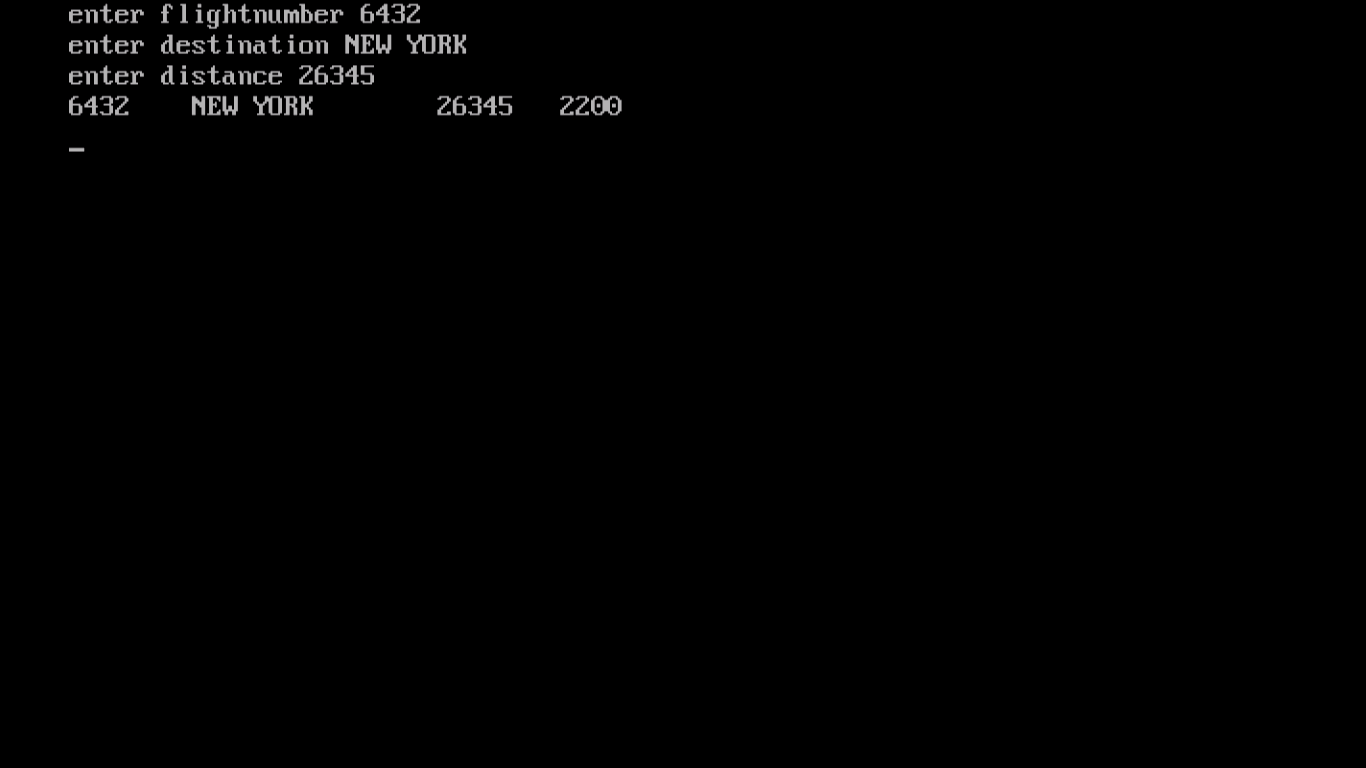 enter flightnumber 6432
enter destination NEW YORK
enter distance 26345
6432    NEW YORK        26345   2200